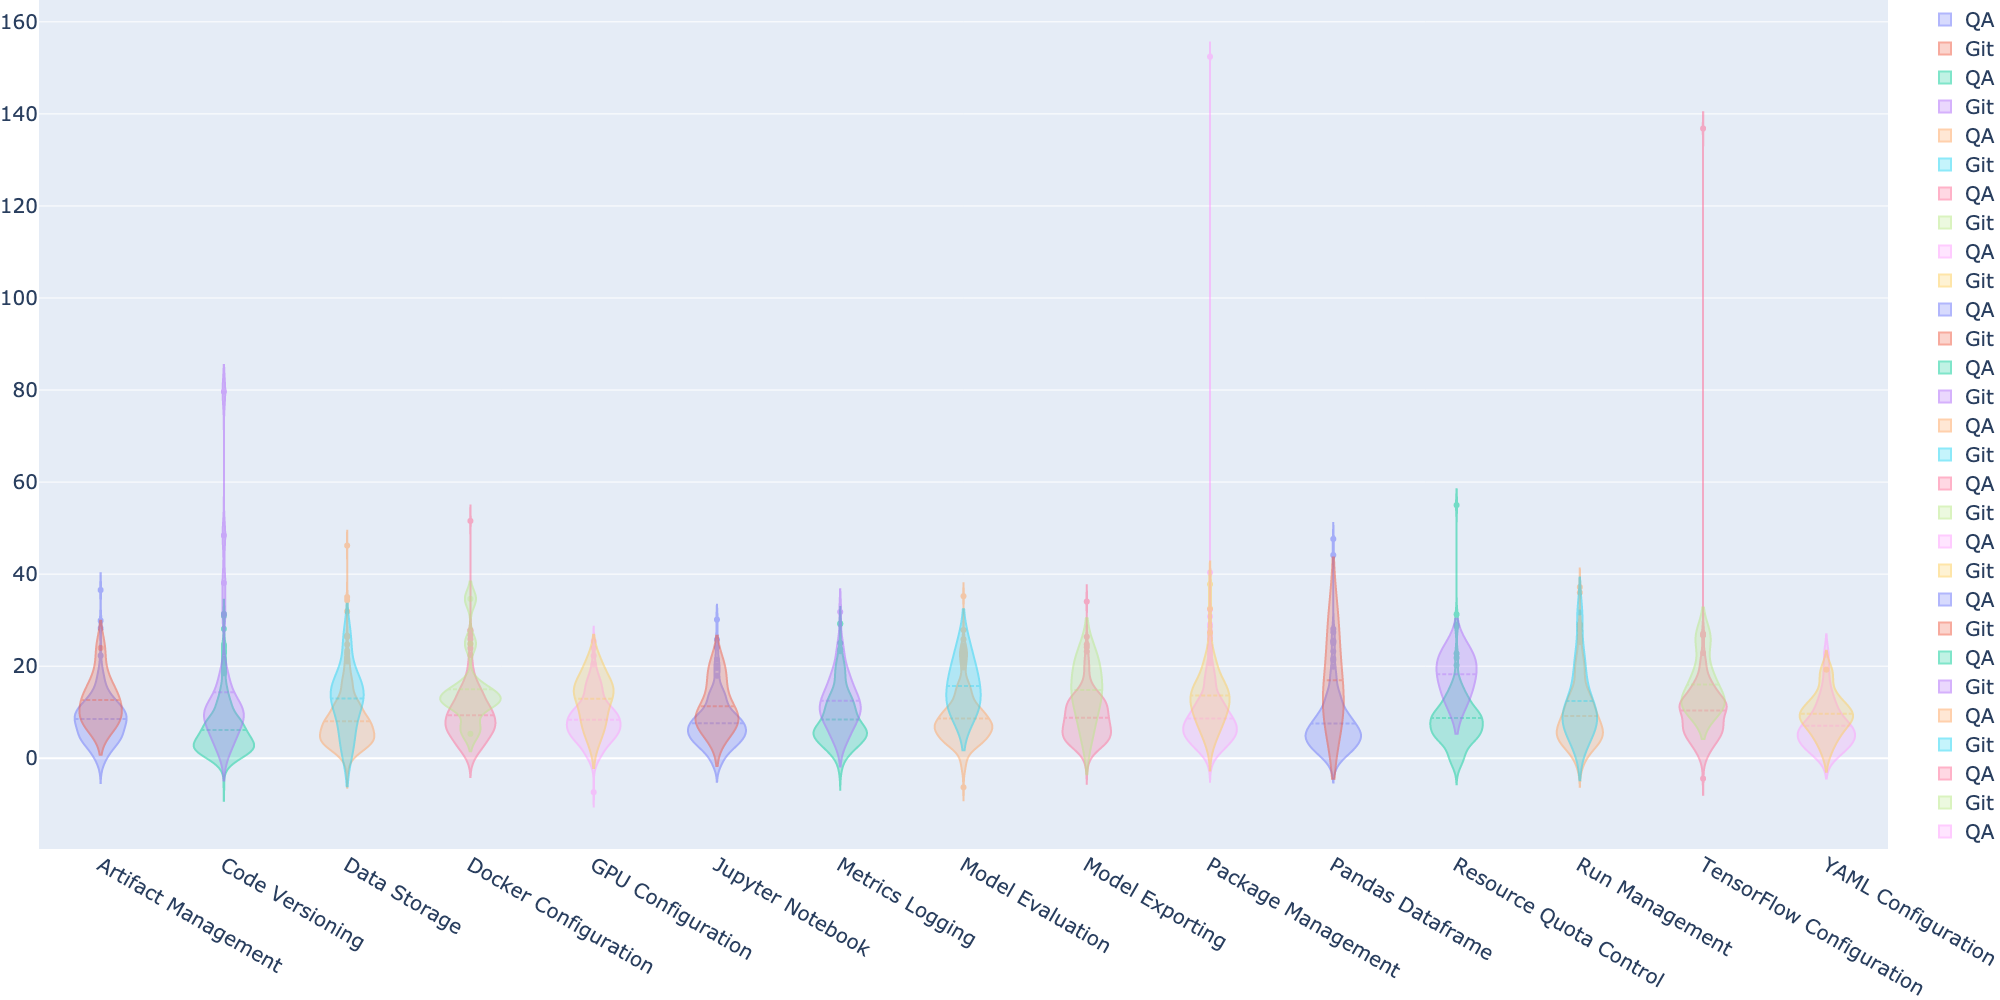 160
140
120
100
80
60
40
20
0
Artifact Management
Code Versioning
Data Storage
Docker Configuration
GPU Configuration
Jupyter Notebook
Metrics Logging
Model Evaluation
Model Exporting
Package Management
Pandas Dataframe
Resource Quota Control
Run Management
TensorFlow Configuration
YAML Configuration
QA
Git
QA
Git
QA
Git
QA
Git
QA
Git
QA
Git
QA
Git
QA
Git
QA
Git
QA
Git
QA
Git
QA
Git
QA
Git
QA
Git
QA